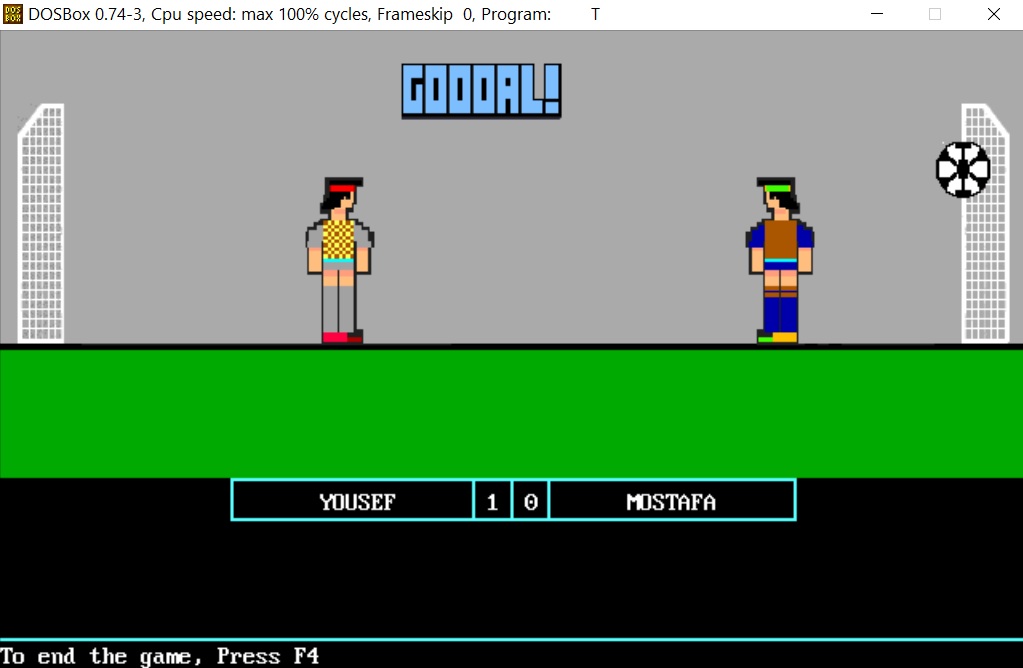 DOSBox 0.74-3, Cpu speed: max 100% cycles, Frameskip 0, Program: T
GOOOAL!
YOUSEF 1 0 MOSTAFA
To end the game, Press F4